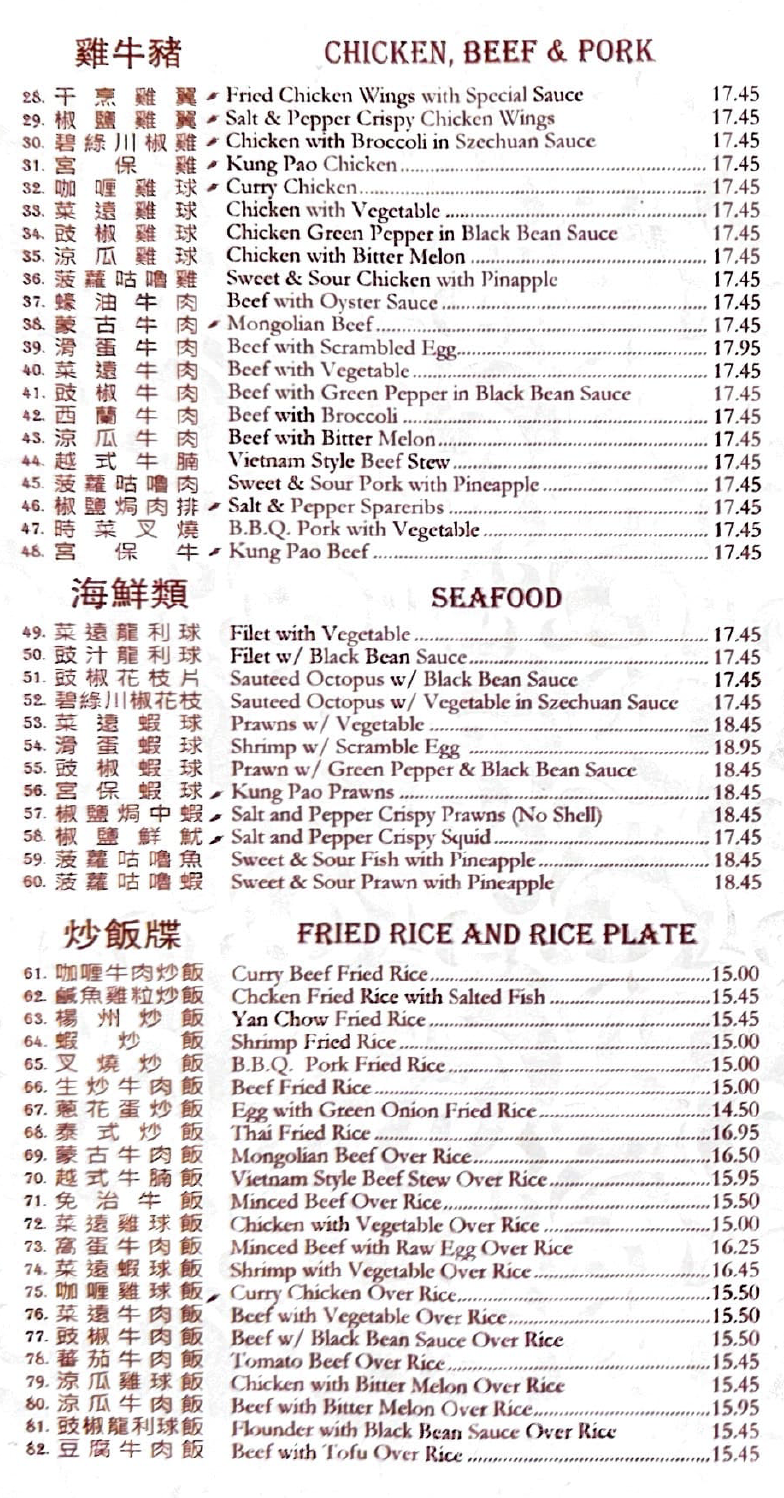 雞牛豬 CHICKEN, BEEF & PORK
28. 干烹雞翼 Fried Chicken Wings with Special Sauce 17.45
29. 椒鹽雞翼 Salt & Pepper Crispy Chicken Wings 17.45
30. 碧綠川椒雞 Chicken with Broccoli in Szechuan Sauce 17.45
31. 宮保雞 Kung Pao Chicken 17.45
32. 咖喱雞球 Curry Chicken 17.45
33. 菜遠雞球 Chicken with Vegetable 17.45
34. 豉椒雞球 Chicken Green Pepper in Black Bean Sauce 17.45
35. 涼瓜雞球 Chicken with Bitter Melon 17.45
36. 菠蘿咕嚕雞 Sweet & Sour Chicken with Pinapple 17.45
37. 蠔油牛肉 Beef with Oyster Sauce 17.45
38. 蒙古牛肉 Mongolian Beef 17.45
39. 滑蛋牛肉 Beef with Scrambled Egg 17.95
40. 菜遠牛肉 Beef with Vegetable 17.45
41. 豉椒牛肉 Beef with Green Pepper in Black Bean Sauce 17.45
42. 西蘭牛肉 Beef with Broccoli 17.45
43. 涼瓜牛肉 Beef with Bitter Melon 17.45
44. 越式牛腩 Vietnam Style Beef Stew 17.45
45. 菠蘿咕嚕肉 Sweet & Sour Pork with Pineapple 17.45
46. 椒鹽焗肉排 Salt & Pepper Spareribs 17.45
47. 時菜叉燒 B.B.Q. Pork with Vegetable 17.45
48. 宮保牛 Kung Pao Beef 17.45
海鮮類 SEAFOOD
49. 菜遠龍利球 Filet with Vegetable 17.45
50. 豉汁龍利球 Filet w/ Black Bean Sauce 17.45
51. 豉椒花枝片 Sauteed Octopus w/ Black Bean Sauce 17.45
52. 碧綠川椒花枝 Sauteed Octopus w/ Vegetable in Szechuan Sauce 17.45
53. 菜遠蝦球 Prawns w/ Vegetable 18.45
54. 滑蛋蝦球 Shrimp w/ Scramble Egg 18.95
55. 豉椒蝦球 Prawn w/ Green Pepper & Black Bean Sauce 18.45
56. 宮保蝦球 Kung Pao Prawns 18.45
57. 椒鹽焗中蝦 Salt and Pepper Crispy Prawns (No Shell) 18.45
58. 椒鹽鮮魷 Salt and Pepper Crispy Squid 17.45
59. 菠蘿咕嚕魚 Sweet & Sour Fish with Pineapple 18.45
60. 菠蘿咕嚕蝦 Sweet & Sour Prawn with Pineapple 18.45
炒飯牒 FRIED RICE AND RICE PLATE
61. 咖喱牛肉炒飯 Curry Beef Fried Rice 15.00
62. 鹹魚雞粒炒飯 Chcken Fried Rice with Salted Fish 15.45
63. 楊州炒飯 Yan Chow Fried Rice 15.45
64. 蝦炒飯 Shrimp Fried Rice 15.00
65. 叉燒炒飯 B.B.Q. Pork Fried Rice 15.00
66. 生炒牛肉飯 Beef Fried Rice 15.00
67. 蔥花蛋炒飯 Egg with Green Onion Fried Rice 14.50
68. 泰式炒飯 Thai Fried Rice 16.95
69. 蒙古牛肉飯 Mongolian Beef Over Rice 16.50
70. 越式牛腩飯 Vietnam Style Beef Stew Over Rice 15.95
71. 免治牛飯 Minced Beef Over Rice 15.50
72. 菜遠雞球飯 Chicken with Vegetable Over Rice 15.00
73. 窩蛋牛肉飯 Minced Beef with Raw Egg Over Rice 16.25
74. 菜遠蝦球飯 Shrimp with Vegetable Over Rice 16.45
75. 咖喱雞球飯 Curry Chicken Over Rice 15.50
76. 菜遠牛肉飯 Beef with Vegetable Over Rice 15.50
77. 豉椒牛肉飯 Beef w/ Black Bean Sauce Over Rice 15.50
78. 蕃茄牛肉飯 Tomato Beef Over Rice 15.45
79. 涼瓜雞球飯 Chicken with Bitter Melon Over Rice 15.45
80. 涼瓜牛肉飯 Beef with Bitter Melon Over Rice 15.95
81. 豉椒龍利球飯 Flounder with Black Bean Sauce Over Rice 15.45
82. 豆腐牛肉飯 Beef with Tofu Over Rice 15.45